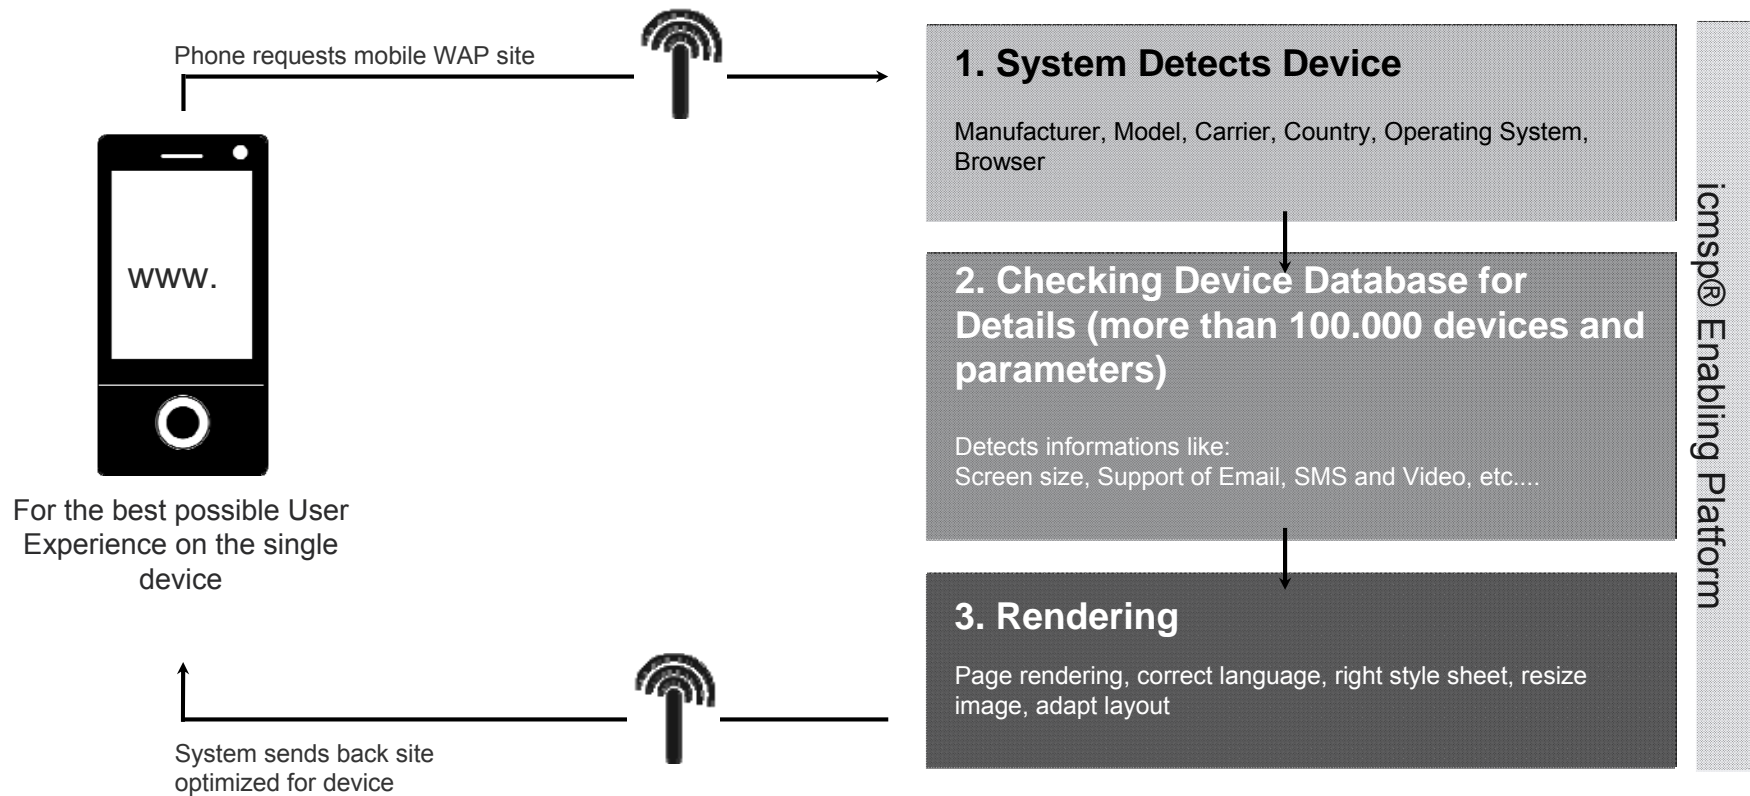 Phone requests mobile WAP site
www.
For the best possible User
Experience on the single
device
System sends back site
optimized for device
1. System Detects Device
Manufacturer, Model, Carrier, Country, Operating System,
Browser
2. Checking Device Database for
Details (more than 100.000 devices and
parameters)
Detects informations like:
Screen size, Support of Email, SMS and Video, etc....
3. Rendering
Page rendering, correct language, right style sheet, resize
image, adapt layout
icmsp® Enabling Platform